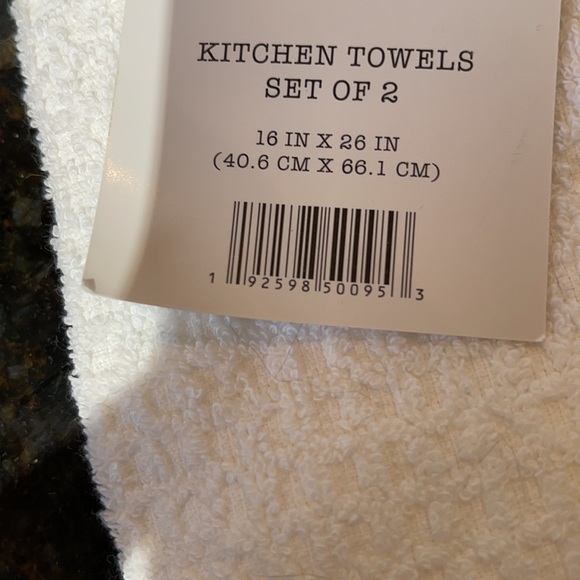 KITCHEN TOWELS
SET OF 2
16 IN X 26 IN
(40.6 CM X 66.1 CM)
1 92598 50095 3